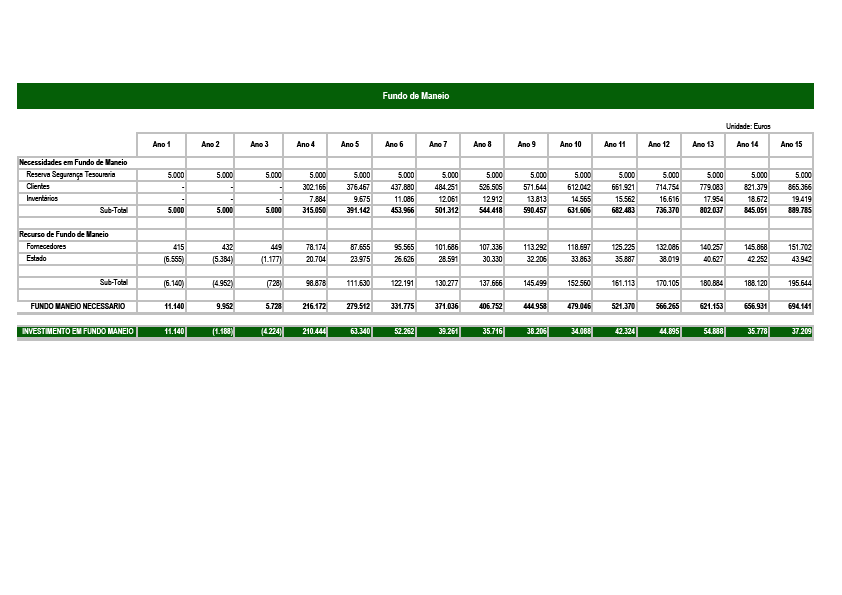 Fundo de Maneio
Unidade: Euros
Ano 1 Ano 2 Ano 3 Ano 4 Ano 5 Ano 6 Ano 7 Ano 8 Ano 9 Ano 10 Ano 11 Ano 12 Ano 13 Ano 14 Ano 15
Necessidades em Fundo de Maneio
Reserva Segurança Tesouraria 5.000 5.000 5.000 5.000 5.000 5.000 5.000 5.000 5.000 5.000 5.000 5.000 5.000 5.000 5.000
Clientes - - - 302.166 376.467 437.880 484.251 526.505 571.644 612.042 661.921 714.754 779.083 821.379 865.366
Inventários - - - 7.884 9.675 11.086 12.061 12.912 13.813 14.565 15.562 16.616 17.954 18.672 19.419
Sub-Total 5.000 5.000 5.000 315.050 391.142 453.966 501.312 544.418 590.457 631.606 682.483 736.370 802.037 845.051 889.785
Recurso de Fundo de Maneio
Fornecedores 415 432 449 78.174 87.655 95.565 101.686 107.336 113.292 118.697 125.225 132.086 140.257 145.868 151.702
Estado (6.555) (5.384) (1.177) 20.704 23.975 26.626 28.591 30.330 32.206 33.863 35.887 38.019 40.627 42.252 43.942
Sub-Total (6.140) (4.952) (728) 98.878 111.630 122.191 130.277 137.666 145.499 152.560 161.113 170.105 180.884 188.120 195.644
FUNDO MANEIO NECESSARIO 11.140 9.952 5.728 216.172 279.512 331.775 371.036 406.752 444.958 479.046 521.370 566.265 621.153 656.931 694.141
INVESTIMENTO EM FUNDO MANEIO 11.140 (1.188) (4.224) 210.444 63.340 52.262 39.261 35.716 38.206 34.088 42.324 44.895 54.888 35.778 37.209